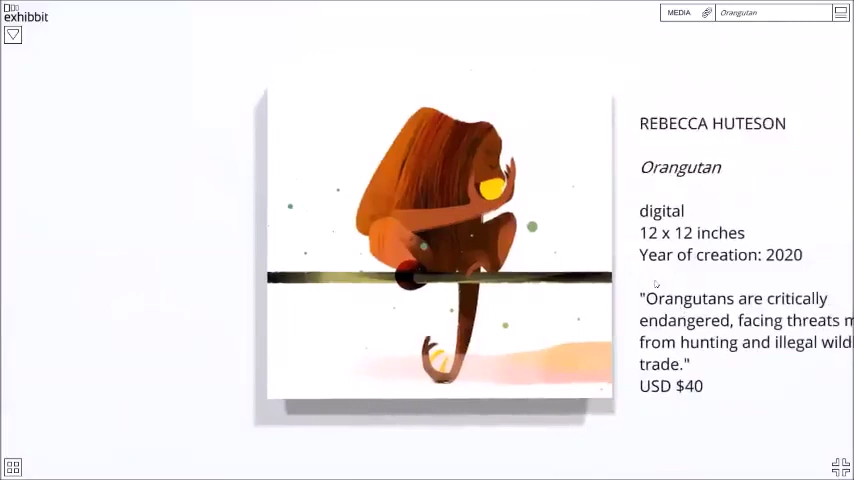 exhibbit
MEDIA
Orangutan
REBECCA HUTESON
Orangutan
digital
12 x 12 inches
Year of creation: 2020
"Orangutans are critically
endangered, facing threats
from hunting and illegal wild
trade."
USD $40